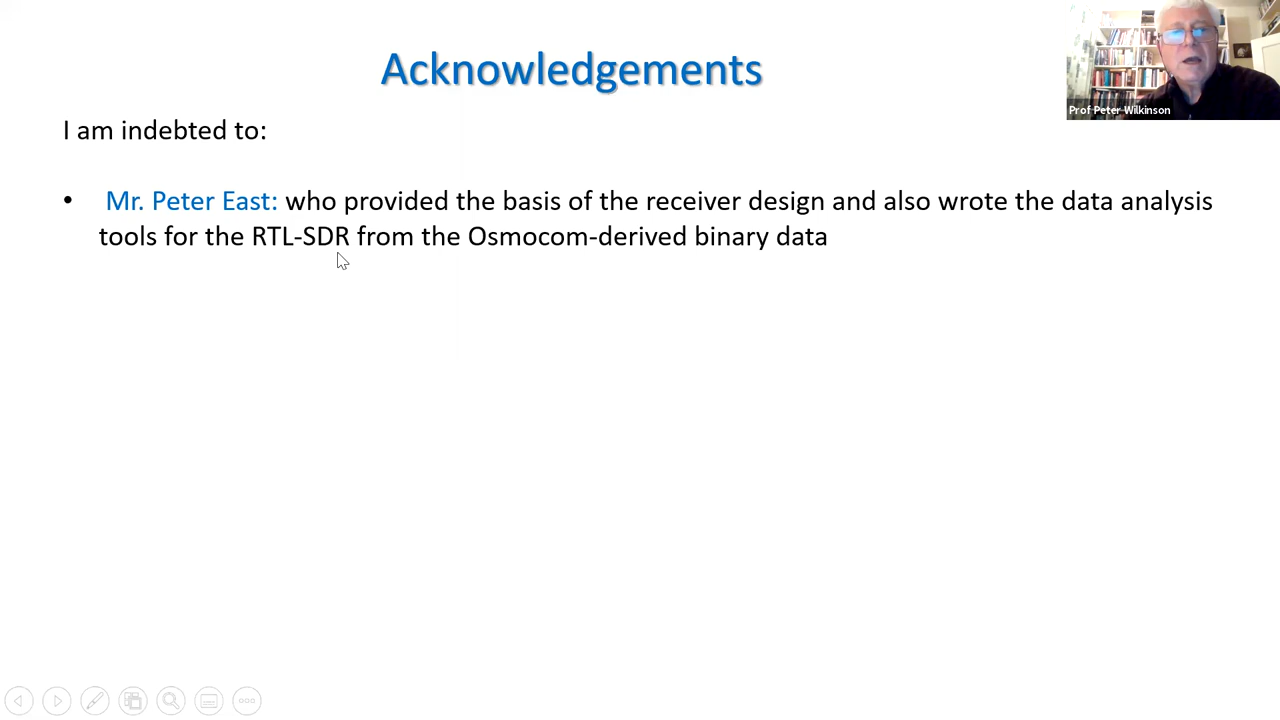 Acknowledgements
Prof Peter Wilkinson
I am indebted to:
• Mr. Peter East: who provided the basis of the receiver design and also wrote the data analysis
tools for the RTL-SDR from the Osmocom-derived binary data